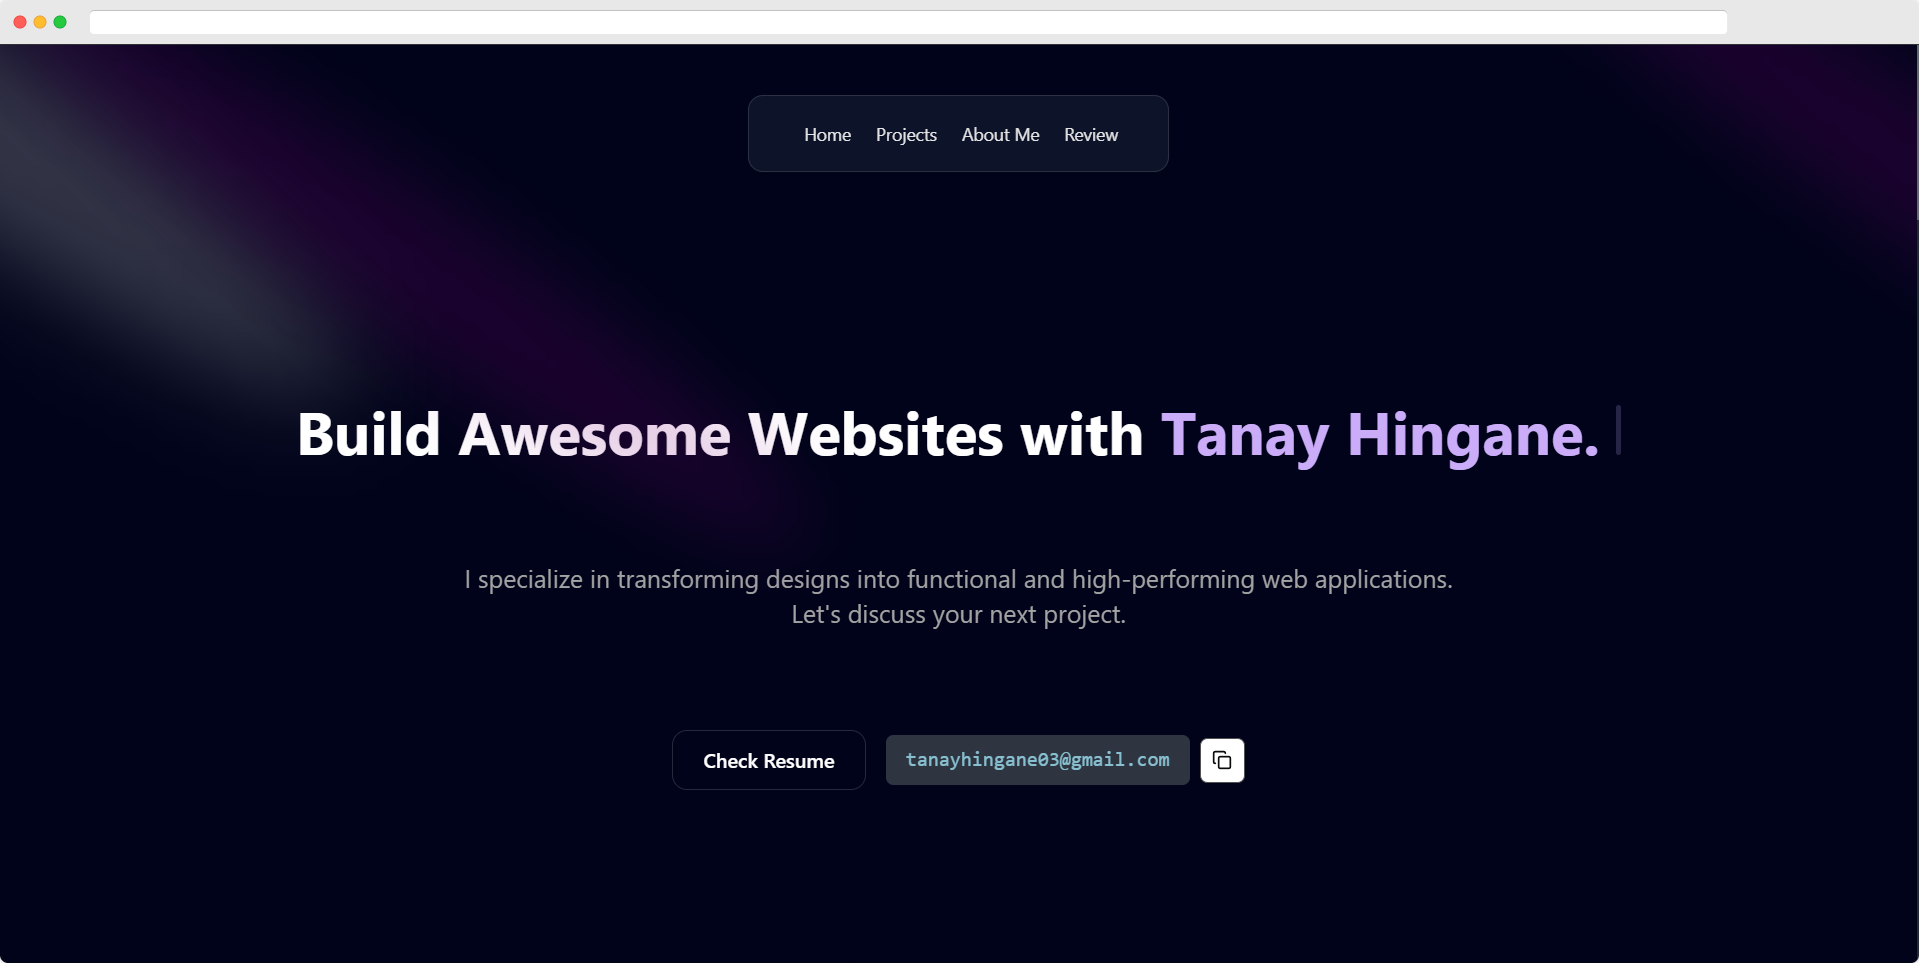 Home Projects About Me Review
Build Awesome Websites with Tanay Hingane.
I specialize in transforming designs into functional and high-performing web applications.
Let's discuss your next project.
Check Resume tanayhingane03@gmail.com